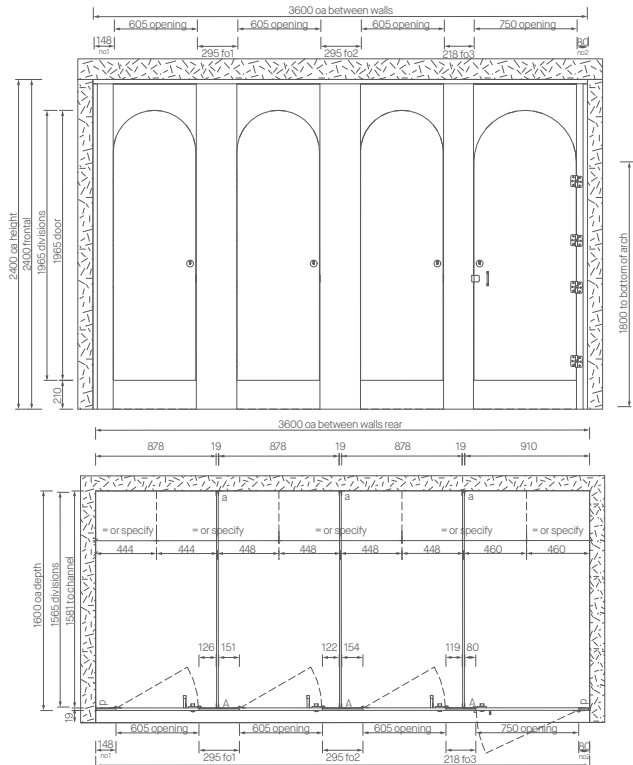 3600 oa between walls
605 opening 605 opening 605 opening 750 opening
148 295 fo1 295 fo2 218 fo3 80
no1 no2
2400 oa height
2400 frontal
1965 divisions
1965 door
210
1800 to bottom of arch
3600 oa between walls rear
878 19 878 19 878 19 910
a a a
= or specify = or specify = or specify = or specify = or specify
444 444 448 448 448 448 460 460
1600 oa depth
1565 divisions
1581 to channel
19
126 151 122 154 119 80
p A A A p
605 opening 605 opening 605 opening 750 opening
148 295 fo1 295 fo2 218 fo3 80
no1 no2